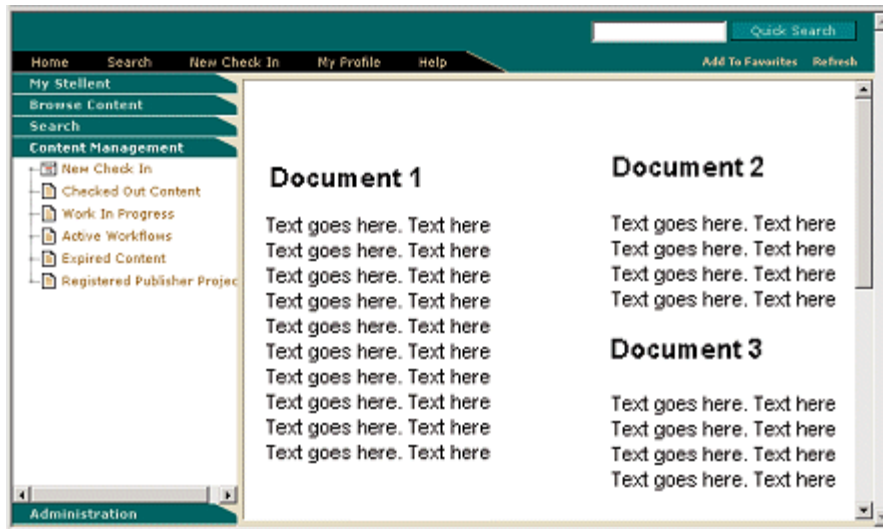 Quick Search
Home Search New Check In My Profile Help Add To Favorites Refresh
My Stellent
Browse Content
Search
Content Management
New Check In
Checked Out Content
Work In Progress
Active Workflows
Expired Content
Registered Publisher Projec
Administration
Document 1
Text goes here. Text here
Text goes here. Text here
Text goes here. Text here
Text goes here. Text here
Text goes here. Text here
Text goes here. Text here
Text goes here. Text here
Text goes here. Text here
Text goes here. Text here
Text goes here. Text here
Document 2
Text goes here. Text here
Text goes here. Text here
Text goes here. Text here
Text goes here. Text here
Document 3
Text goes here. Text here
Text goes here. Text here
Text goes here. Text here
Text goes here. Text here